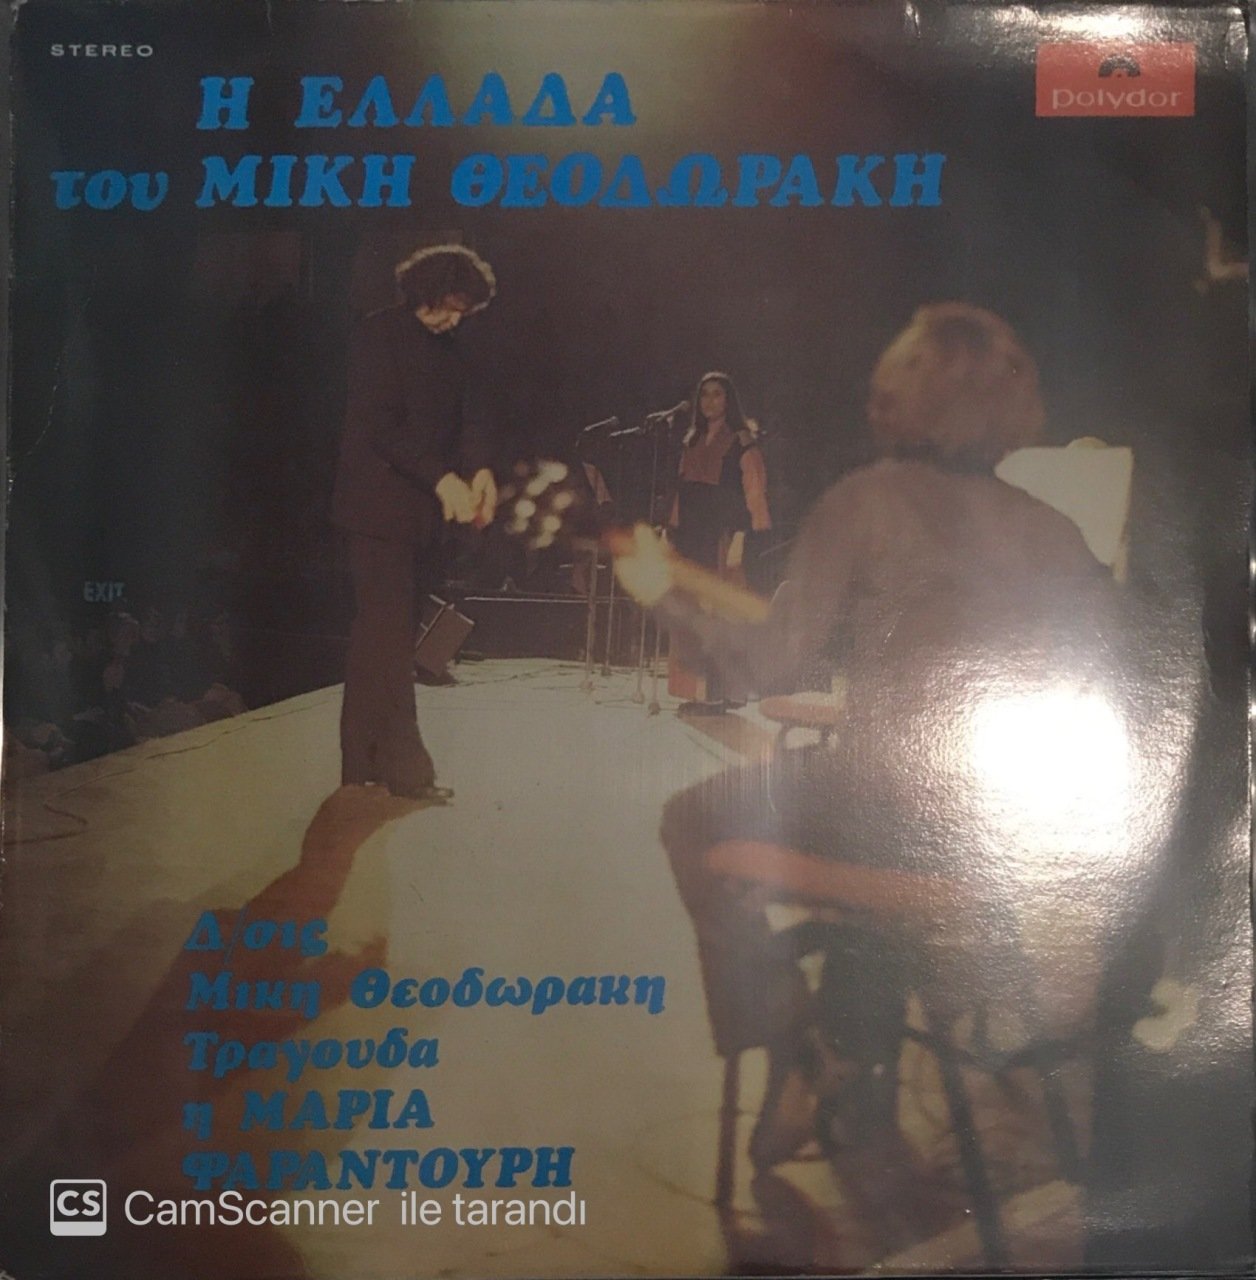 STEREO
polydor
Η ΕΛΛΑΔΑ
του ΜΙΚΗ ΘΕΟΔΩΡΑΚΗ
EXIT
Δ/σις
Μικη Θεοδωρακη
Τραγουδα
η ΜΑΡΙΑ
ΦΑΡΑΝΤΟΥΡΗ
CS CamScanner ile tarandı